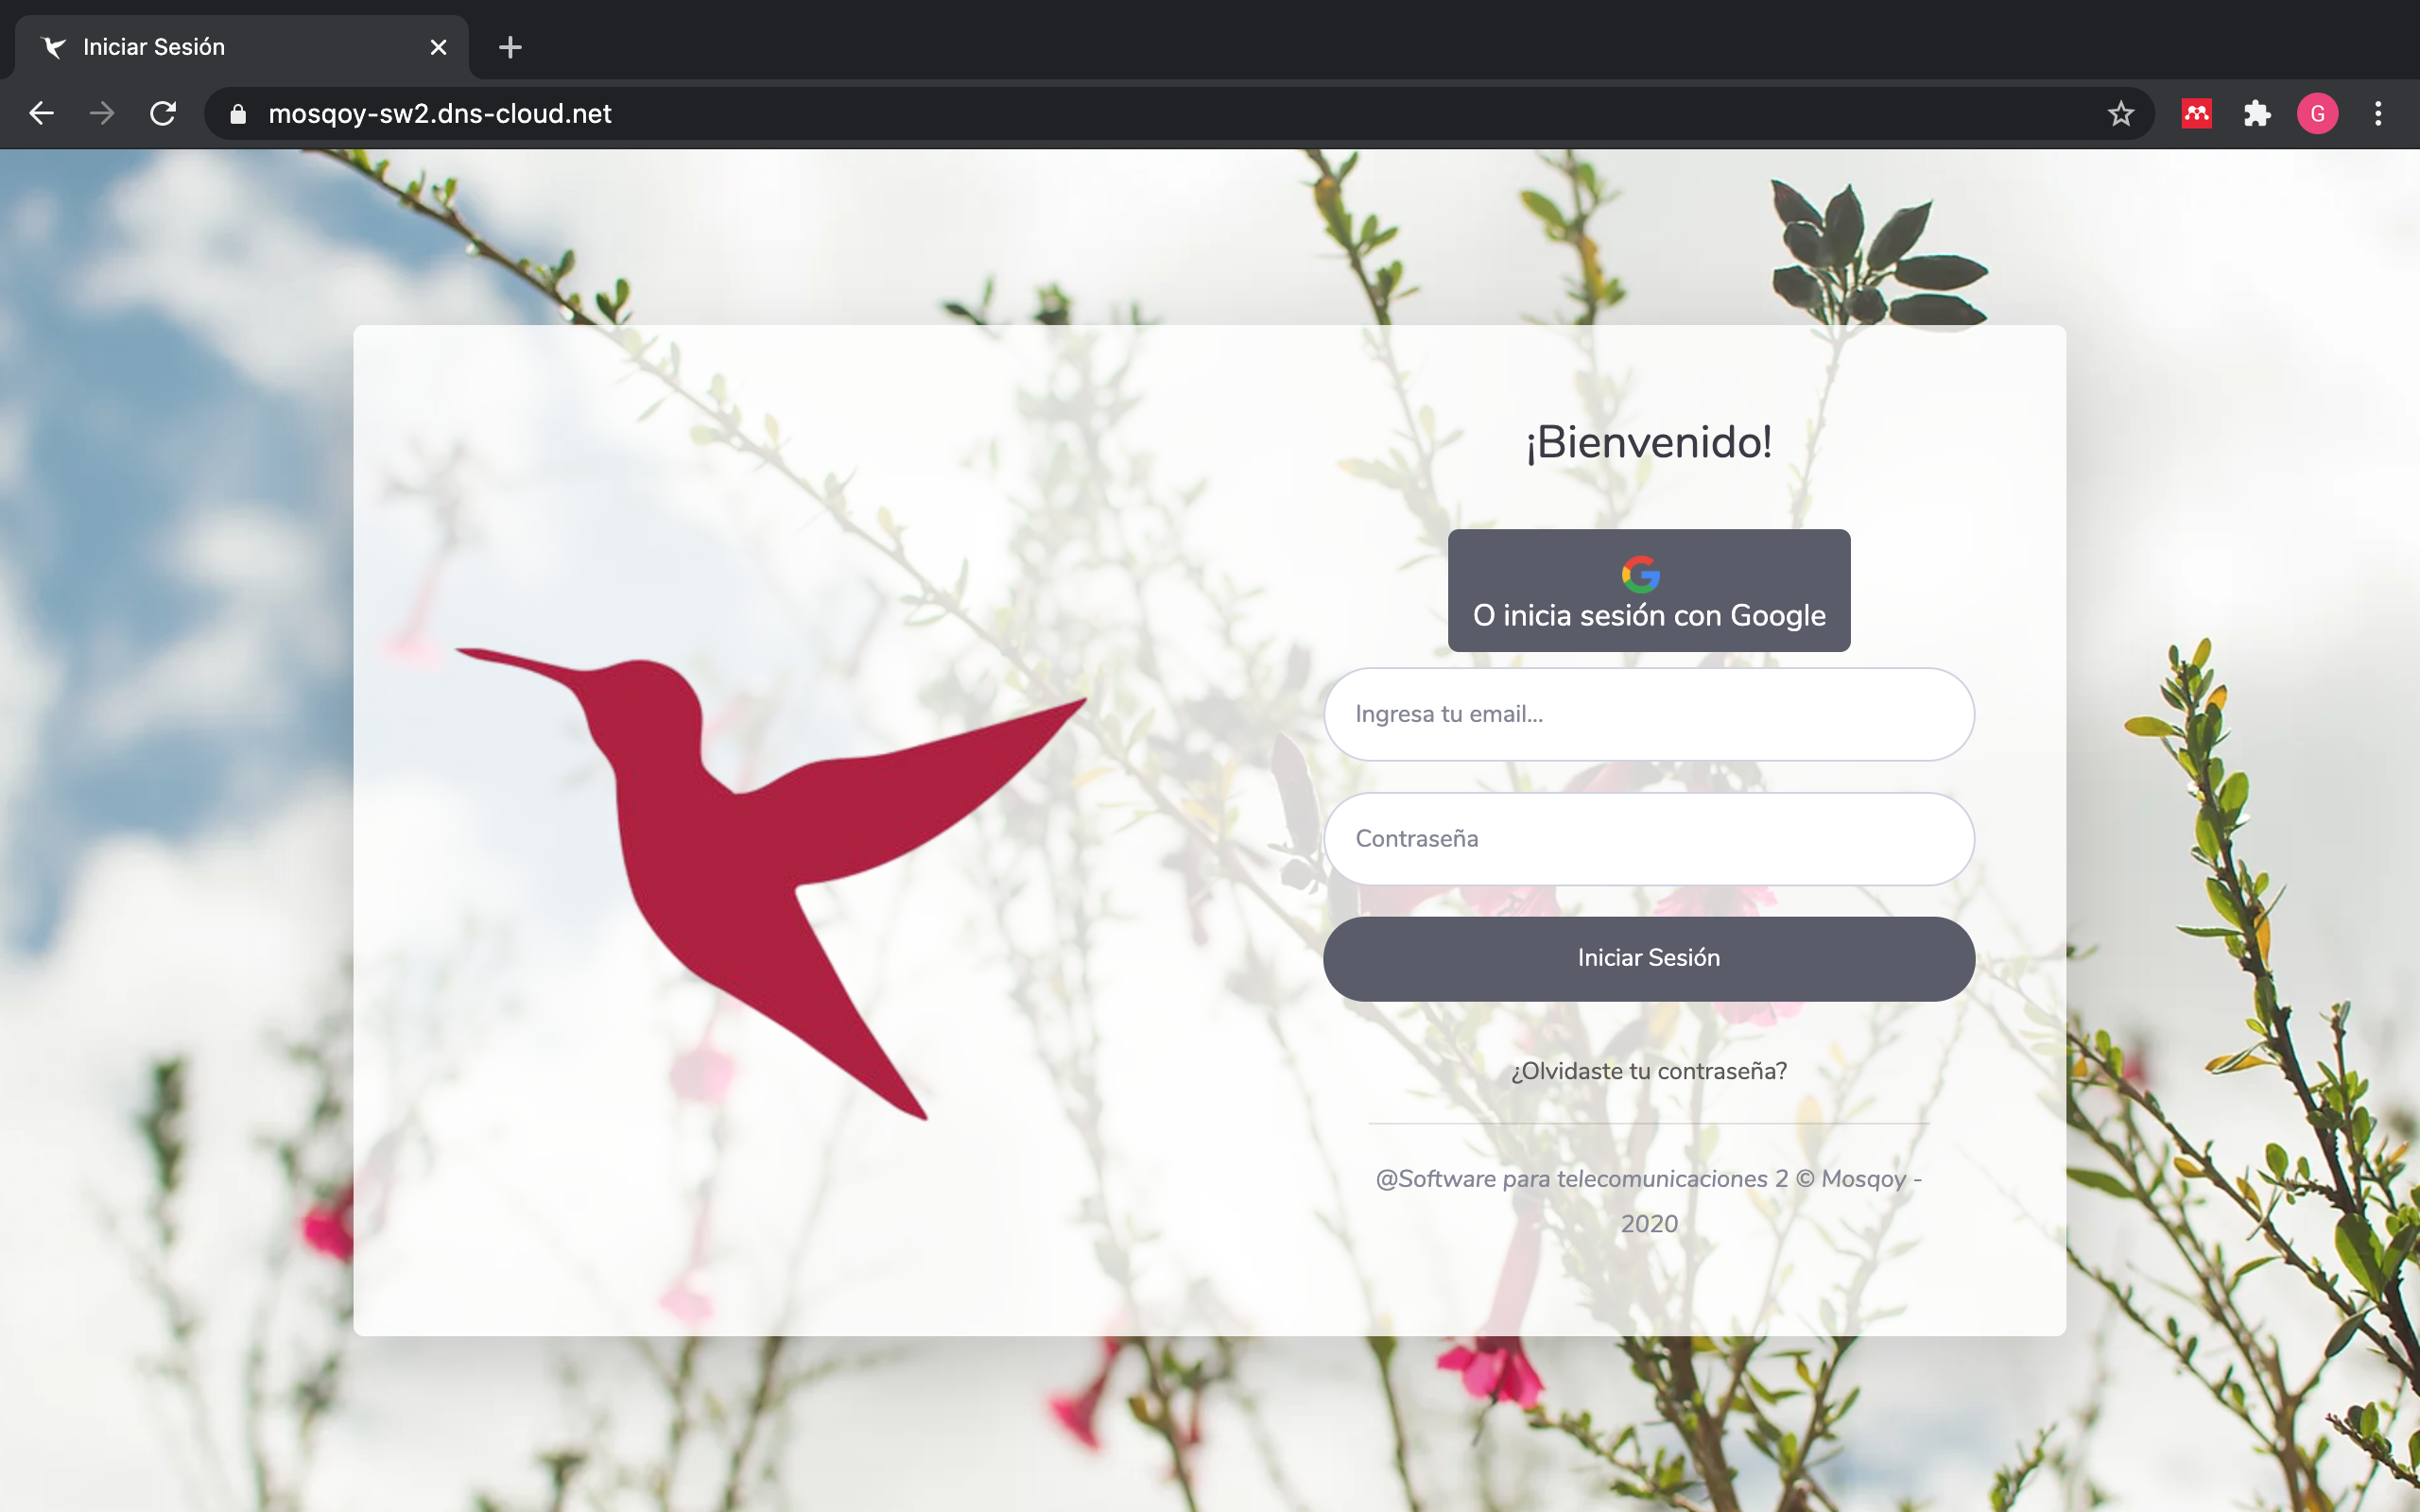 Iniciar Sesión
mosqoy-sw2.dns-cloud.net
G
¡Bienvenido!
O inicia sesión con Google
Ingresa tu email...
Contraseña
Iniciar Sesión
¿Olvidaste tu contraseña?
@Software para telecomunicaciones 2 © Mosqoy -
2020